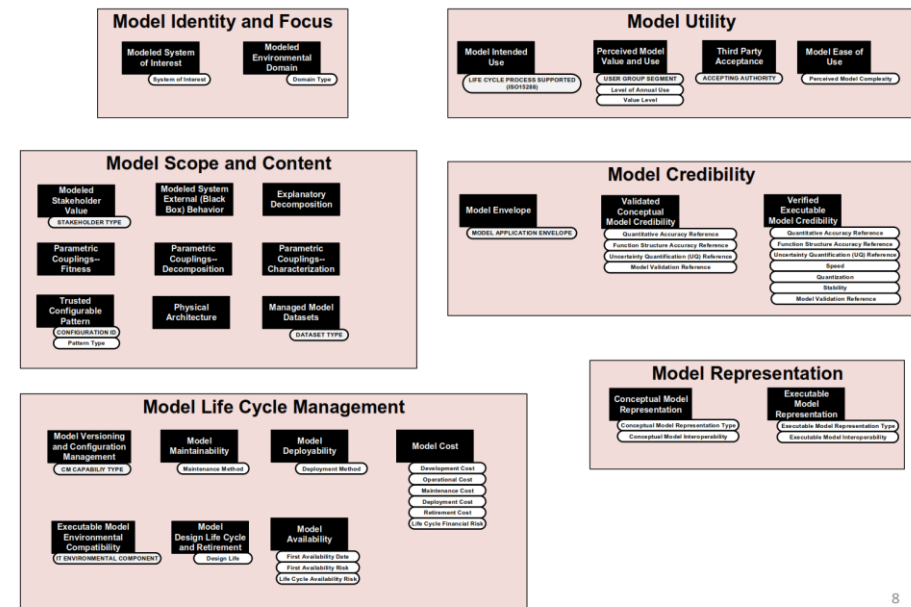 Model Identity and Focus
Modeled System
of Interest
System of Interest
Modeled
Environmental
Domain
Domain Type
Model Utility
Model Intended
Use
LIFE CYCLE PROCESS SUPPORTED
(ISO15288)
Perceived Model
Value and Use
USER GROUP SEGMENT
Level of Annual Use
Value Level
Third Party
Acceptance
ACCEPTING AUTHORITY
Model Ease of
Use
Perceived Model Complexity
Model Scope and Content
Modeled
Stakeholder
Value
STAKEHOLDER TYPE
Modeled System
External (Black
Box) Behavior
Explanatory
Decomposition
Parametric
Couplings--
Fitness
Parametric
Couplings--
Decomposition
Parametric
Couplings--
Characterization
Trusted
Configurable
Pattern
CONFIGURATION ID
Pattern Type
Physical
Architecture
Managed Model
Datasets
DATASET TYPE
Model Credibility
Model Envelope
MODEL APPLICATION ENVELOPE
Validated
Conceptual
Model Credibility
Quantitative Accuracy Reference
Function Structure Accuracy Reference
Uncertainty Quantification (UQ) Reference
Model Validation Reference
Verified
Executable
Model Credibility
Quantitative Accuracy Reference
Function Structure Accuracy Reference
Uncertainty Quantification (UQ) Reference
Speed
Quantization
Stability
Model Validation Reference
Model Representation
Conceptual Model
Representation
Conceptual Model Representation Type
Conceptual Model Interoperability
Executable
Model
Representation
Executable Model Representation Type
Executable Model Interoperability
Model Life Cycle Management
Model Versioning
and Configuration
Management
CM CAPABILIY TYPE
Model
Maintainability
Maintenance Method
Model
Deployability
Deployment Method
Model Cost
Development Cost
Operational Cost
Maintenance Cost
Deployment Cost
Retirement Cost
Life Cycle Financial Risk
Executable Model
Environmental
Compatibility
IT ENVIRONMENTAL COMPONENT
Model
Design Life Cycle
and Retirement
Design Life
Model
Availability
First Availability Date
First Availability Risk
Life Cycle Availability Risk
8